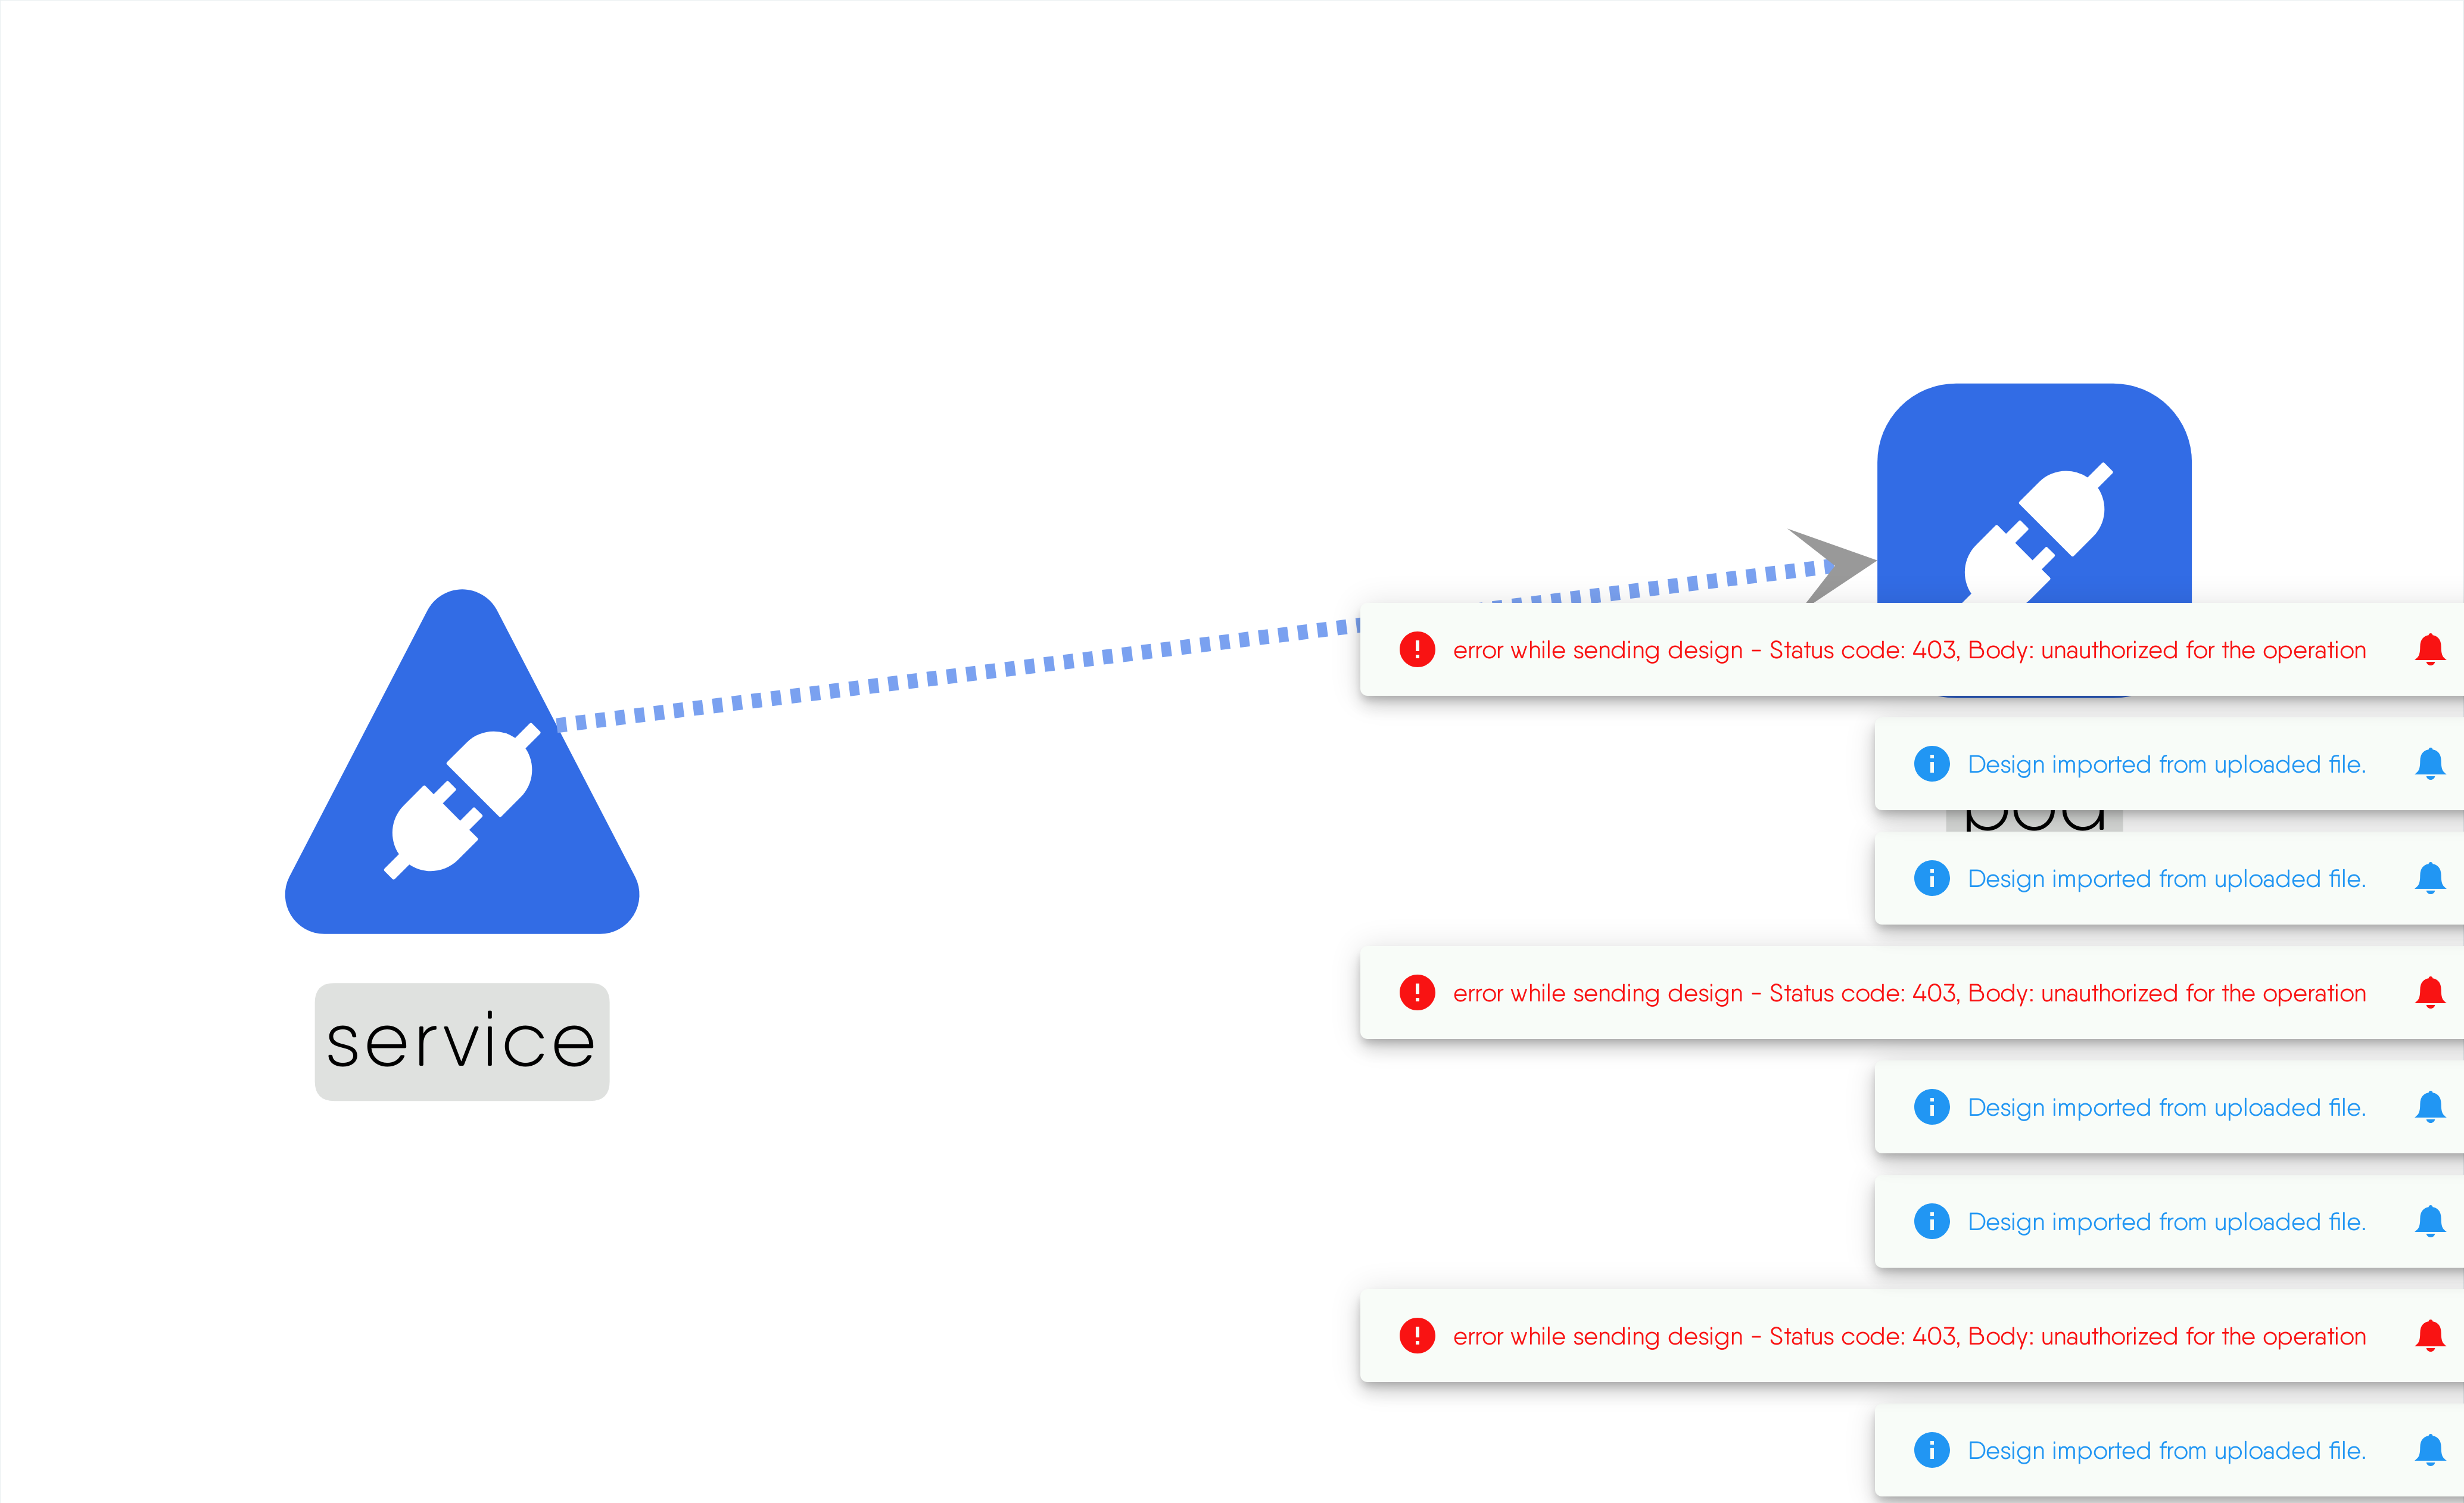 error while sending design - Status code: 403, Body: unauthorized for the operation
Design imported from uploaded file.
pod
Design imported from uploaded file.
error while sending design - Status code: 403, Body: unauthorized for the operation
service
Design imported from uploaded file.
Design imported from uploaded file.
error while sending design - Status code: 403, Body: unauthorized for the operation
Design imported from uploaded file.